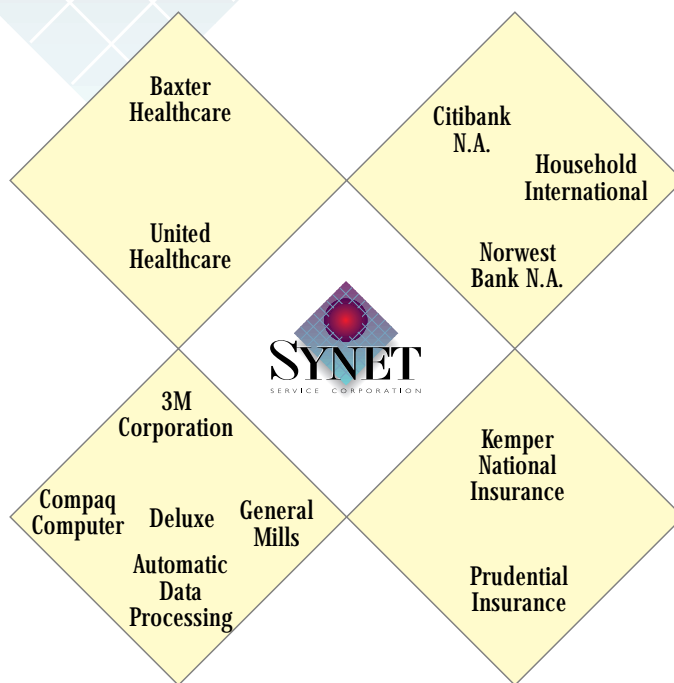 Baxter
Healthcare
United
Healthcare
Citibank
N.A.
Household
International
Norwest
Bank N.A.
SYNET
SERVICE CORPORATION
3M
Corporation
Compaq
Computer
Deluxe
General
Mills
Automatic
Data
Processing
Kemper
National
Insurance
Prudential
Insurance